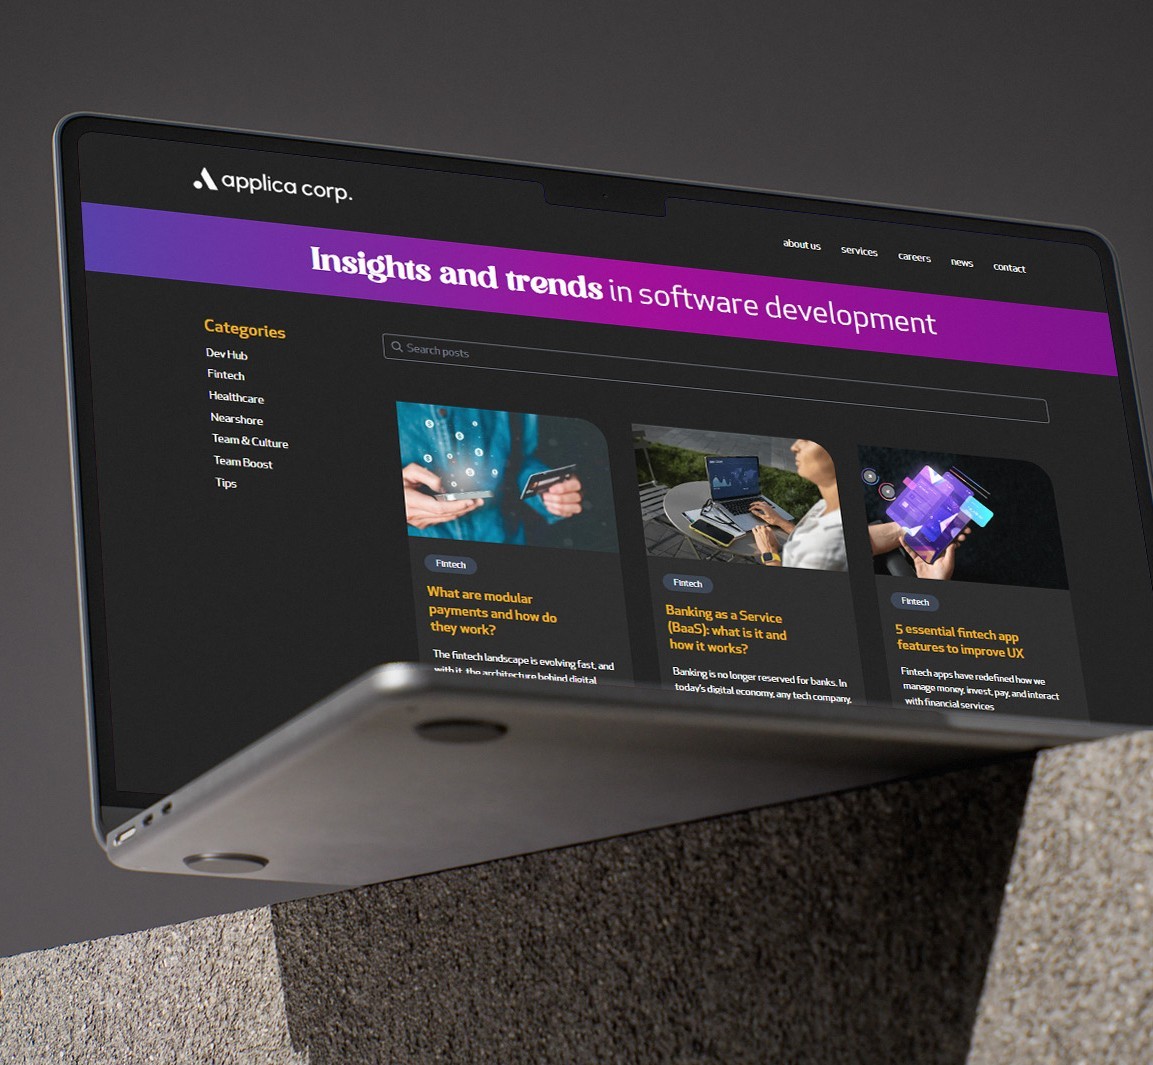 applica corp.
about us services careers news contact
Insights and trends in software development
Categories
Dev Hub
Fintech
Healthcare
Nearshore
Team & Culture
Team Boost
Tips
Search posts
Fintech
What are modular
payments and how do
they work?
The fintech landscape is evolving fast, and
with it, the architecture behind digital
Fintech
Banking as a Service
(BaaS): what is it and
how it works?
Banking is no longer reserved for banks. In
today's digital economy, any tech company,
Fintech
5 essential fintech app
features to improve UX
Fintech apps have redefined how we
manage money, invest, pay, and interact
with financial services